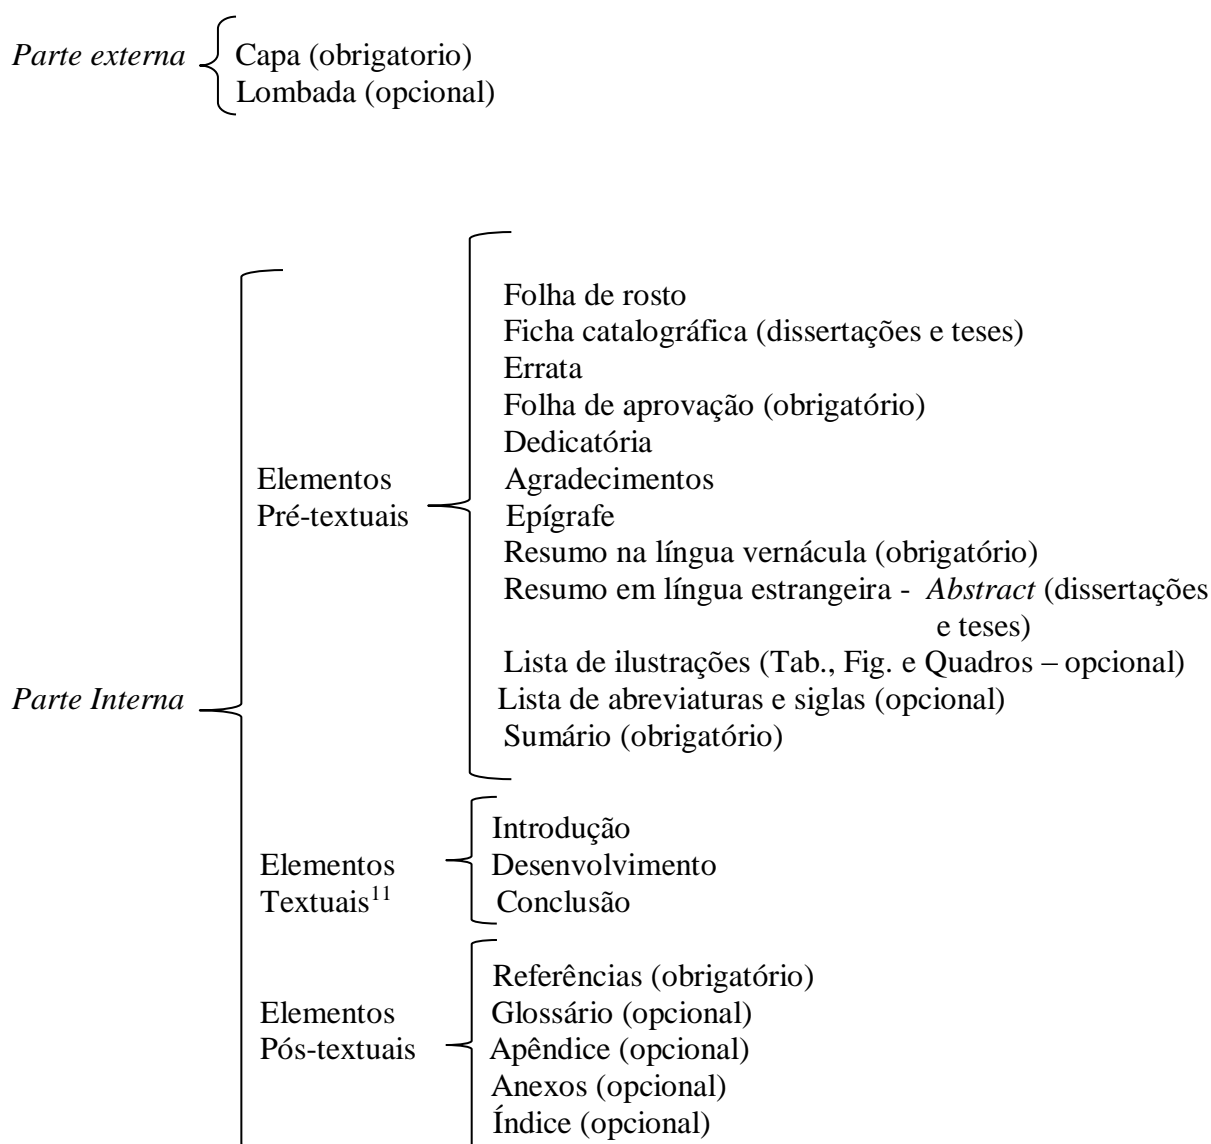 Parte externa
Capa (obrigatorio)
Lombada (opcional)
Parte Interna
Elementos
Pré-textuais
Folha de rosto
Ficha catalográfica (dissertações e teses)
Errata
Folha de aprovação (obrigatório)
Dedicatória
Agradecimentos
Epígrafe
Resumo na língua vernácula (obrigatório)
Resumo em língua estrangeira - Abstract (dissertações
e teses)
Lista de ilustrações (Tab., Fig. e Quadros – opcional)
Lista de abreviaturas e siglas (opcional)
Sumário (obrigatório)
Elementos
Textuais11
Introdução
Desenvolvimento
Conclusão
Elementos
Pós-textuais
Referências (obrigatório)
Glossário (opcional)
Apêndice (opcional)
Anexos (opcional)
Índice (opcional)